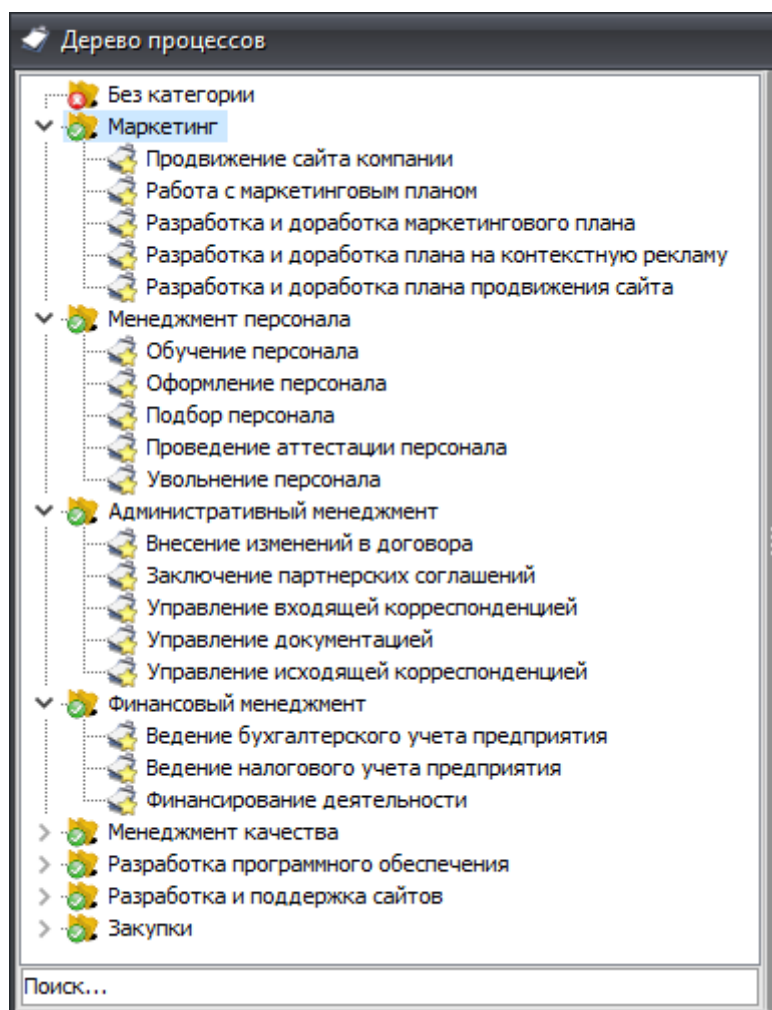 Дерево процессов
Без категории
Маркетинг
Продвижение сайта компании
Работа с маркетинговым планом
Разработка и доработка маркетингового плана
Разработка и доработка плана на контекстную рекламу
Разработка и доработка плана продвижения сайта
Менеджмент персонала
Обучение персонала
Оформление персонала
Подбор персонала
Проведение аттестации персонала
Увольнение персонала
Административный менеджмент
Внесение изменений в договора
Заключение партнерских соглашений
Управление входящей корреспонденцией
Управление документацией
Управление исходящей корреспонденцией
Финансовый менеджмент
Ведение бухгалтерского учета предприятия
Ведение налогового учета предприятия
Финансирование деятельности
Менеджмент качества
Разработка программного обеспечения
Разработка и поддержка сайтов
Закупки
Поиск...